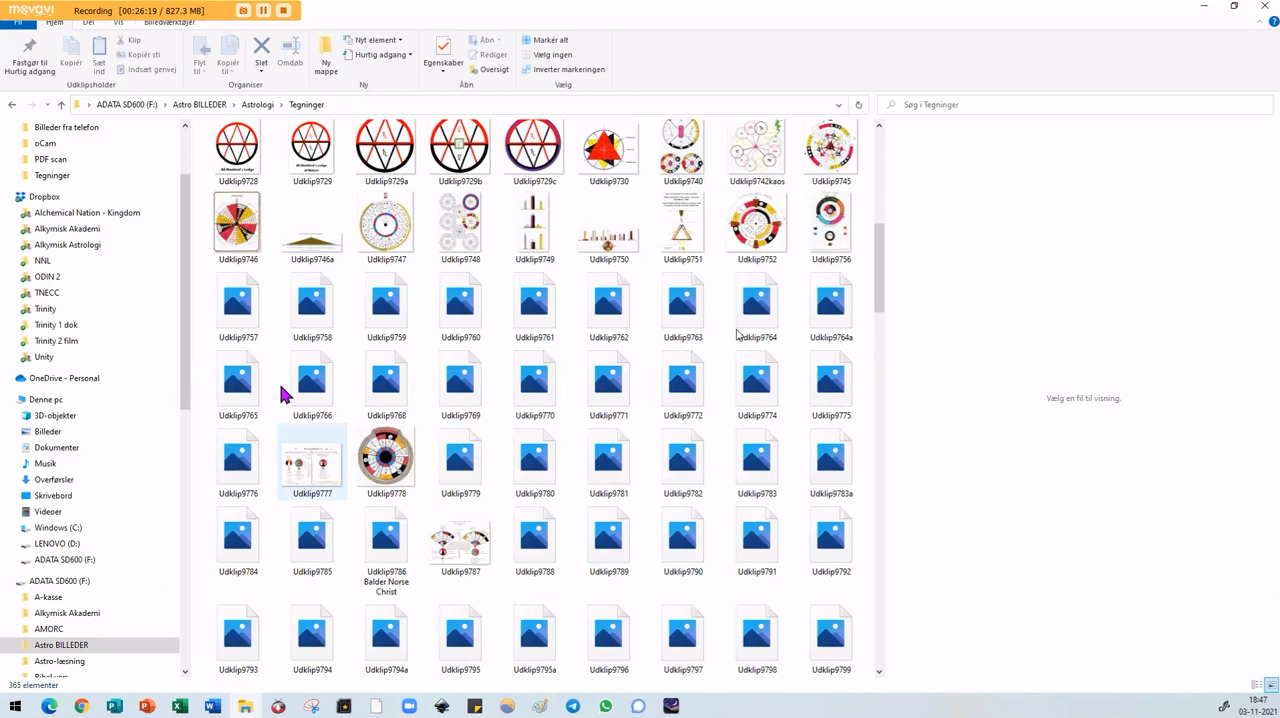 movavi
Recording (00:26:19 / 827.3 MB)
Fil
Hjem
Del
Vis
Billedværktøjer
Fastgør til
Hurtig adgang
Kopiér
Sæt
ind
Klip
Kopiér sti
Indsæt genvej
Flyt
til
Kopiér
til
Slet
Omdøb
Ny
mappe
Nyt element
Hurtig adgang
Egenskaber
Åbn
Rediger
Oversigt
Markér alt
Vælg ingen
Inverter markeringen
Udklipsholder
Organiser
Ny
Åbn
Vælg
ADATA SD600 (F:) › Astro BILLEDER › Astrologi › Tegninger
Søg i Tegninger
Billeder fra telefon
oCam
PDF scan
Tegninger
Dropbox
Alchemical Nation - Kingdom
Alkymisk Akademi
Alkymisk Astrologi
NNL
ODIN 2
TNECC
Trinity
Trinity 1 dok
Trinity 2 film
Unity
OneDrive - Personal
Denne pc
3D-objekter
Billeder
Dokumenter
Musik
Overførsler
Skrivebord
Videoer
Windows (C:)
LENOVO (D:)
ADATA SD600 (F:)
ADATA SD600 (F:)
A-kasse
Alkymisk Akademi
AMORC
Astro BILLEDER
Astro-læsning
365 elementer
Udklip9728 Udklip9729 Udklip9729a Udklip9729b Udklip9729c Udklip9730 Udklip9740 Udklip9742kaos Udklip9745
Udklip9746 Udklip9746a Udklip9747 Udklip9748 Udklip9749 Udklip9750 Udklip9751 Udklip9752 Udklip9756
Udklip9757 Udklip9758 Udklip9759 Udklip9760 Udklip9761 Udklip9762 Udklip9763 Udklip9764 Udklip9764a
Udklip9765 Udklip9766 Udklip9768 Udklip9769 Udklip9770 Udklip9771 Udklip9772 Udklip9774 Udklip9775
Udklip9776 Udklip9777 Udklip9778 Udklip9779 Udklip9780 Udklip9781 Udklip9782 Udklip9783 Udklip9783a
Udklip9784 Udklip9785 Udklip9786 Udklip9787 Udklip9788 Udklip9789 Udklip9790 Udklip9791 Udklip9792
Balder Norse
Christ
Udklip9793 Udklip9794 Udklip9794a Udklip9795 Udklip9795a Udklip9796 Udklip9797 Udklip9798 Udklip9799
Vælg en fil til visning.
18:47
03-11-2021